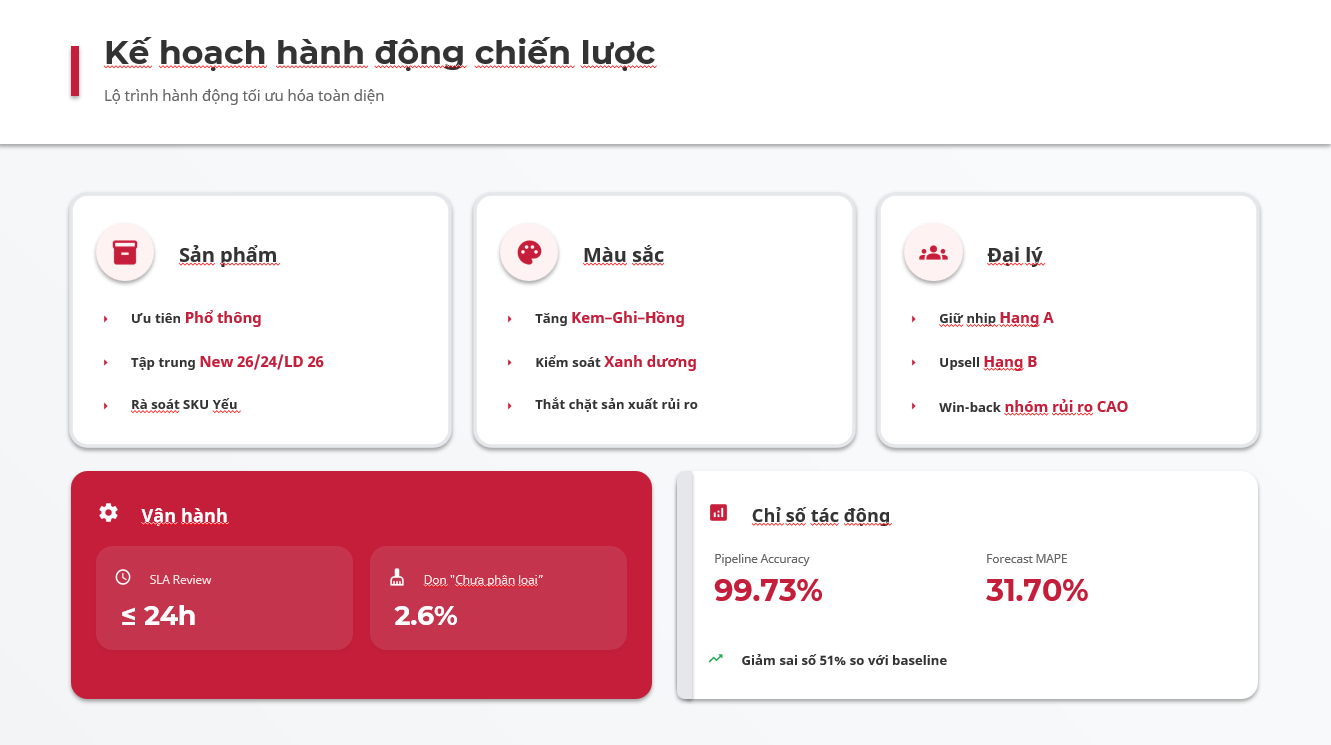 Kế hoạch hành động chiến lược
Lộ trình hành động tối ưu hóa toàn diện
Sản phẩm
Ưu tiên Phổ thông
Tập trung New 26/24/LD 26
Rà soát SKU Yếu
Màu sắc
Tăng Kem–Ghi–Hồng
Kiểm soát Xanh dương
Thắt chặt sản xuất rủi ro
Đại lý
Giữ nhịp Hạng A
Upsell Hạng B
Win-back nhóm rủi ro CAO
Vận hành
SLA Review
≤ 24h
Dọn "Chưa phân loại”
2.6%
Chỉ số tác động
Pipeline Accuracy
99.73%
Forecast MAPE
31.70%
Giảm sai số 51% so với baseline